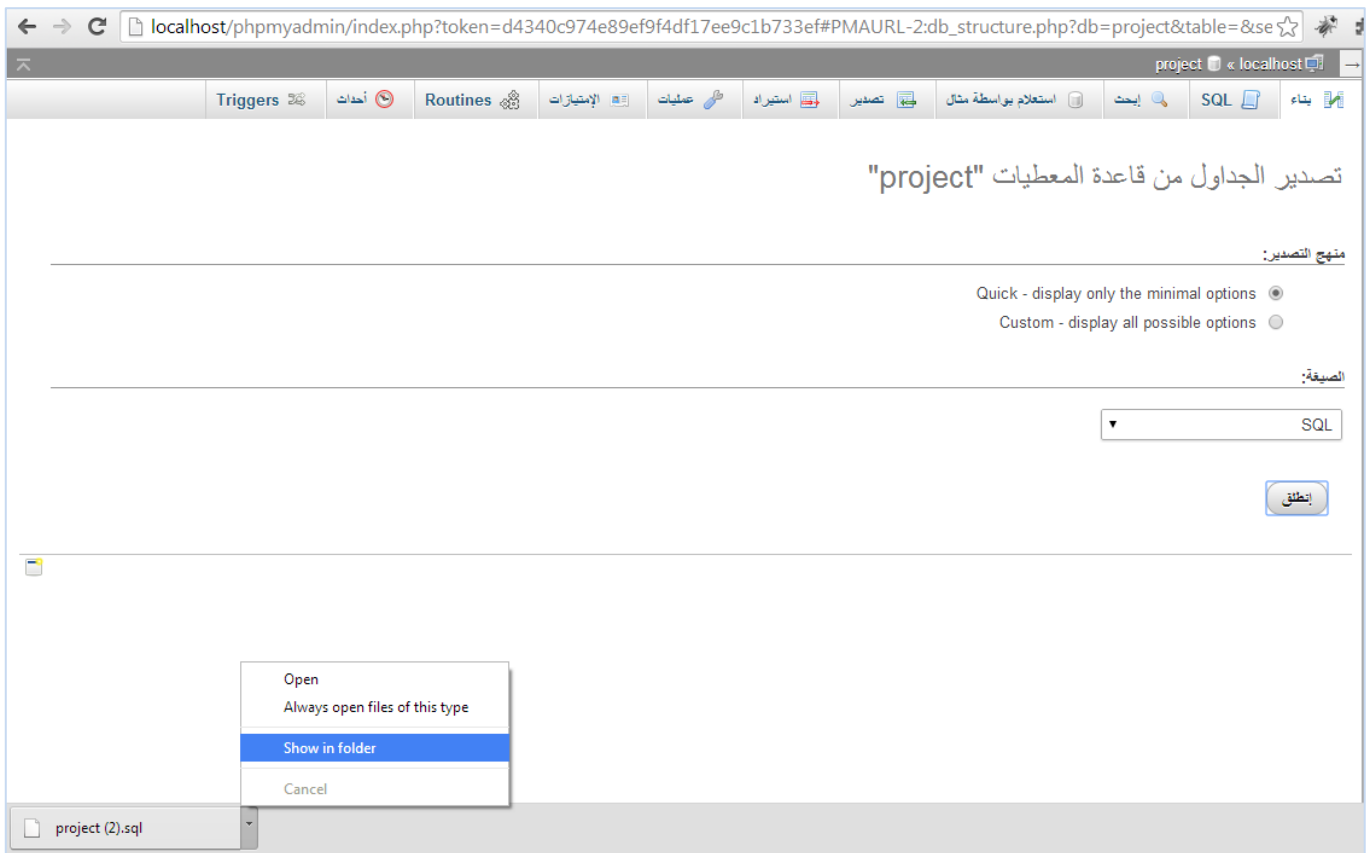 localhost/phpmyadmin/index.php?token=d4340c974e89ef9f4df17ee9c1b733ef#PMAURL-2:db_structure.php?db=project&table=&se
project « localhost
بناء SQL إبحث استعلام بواسطة مثال تصدير استيراد عمليات الإمتيازات Routines أحداث Triggers
تصدير الجداول من قاعدة المعطيات "project"
منهج التصدير:
Quick - display only the minimal options
Custom - display all possible options
الصيغة:
SQL
إنطلق
Open
Always open files of this type
Show in folder
Cancel
project (2).sql